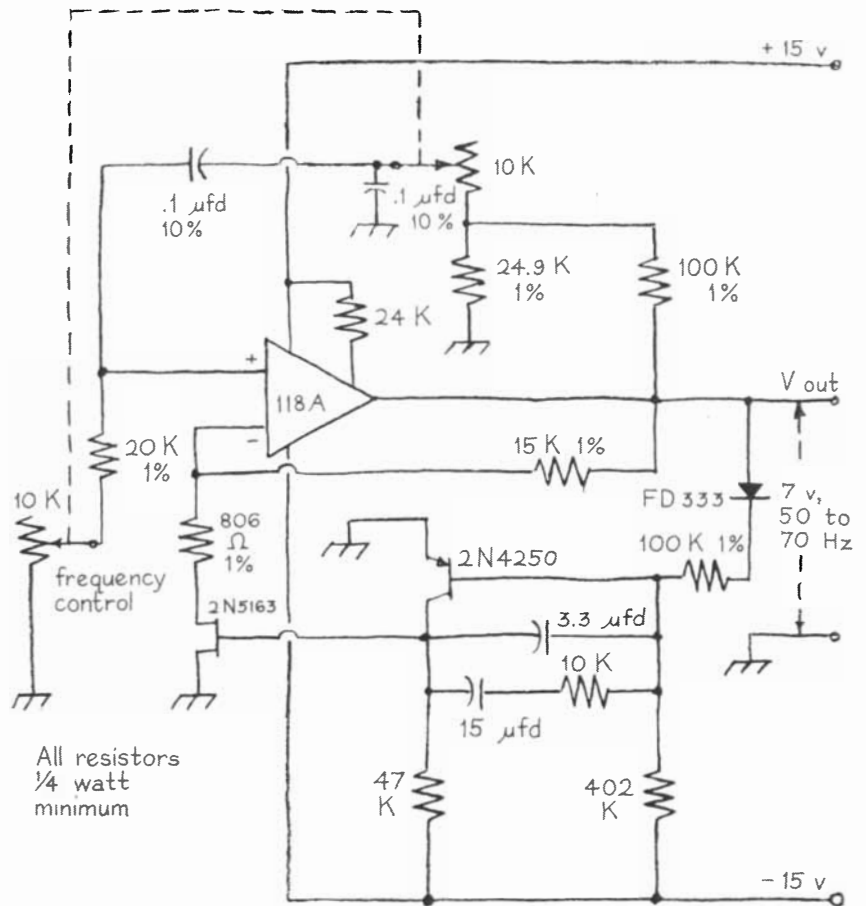 + 15 v
10 K
.1 µfd
10%
.1 µfd
10%
24.9 K
1%
100 K
1%
24 K
+
118A
−
V out
20 K
1%
15 K 1%
10 K
FD 333
7 v,
50 to
70 Hz
806
Ω
1%
frequency
control
2N4250
100K 1%
2N5163
3.3 µfd
10 K
15 µfd
All resistors
1/4 watt
minimum
47
K
402
K
− 15 v